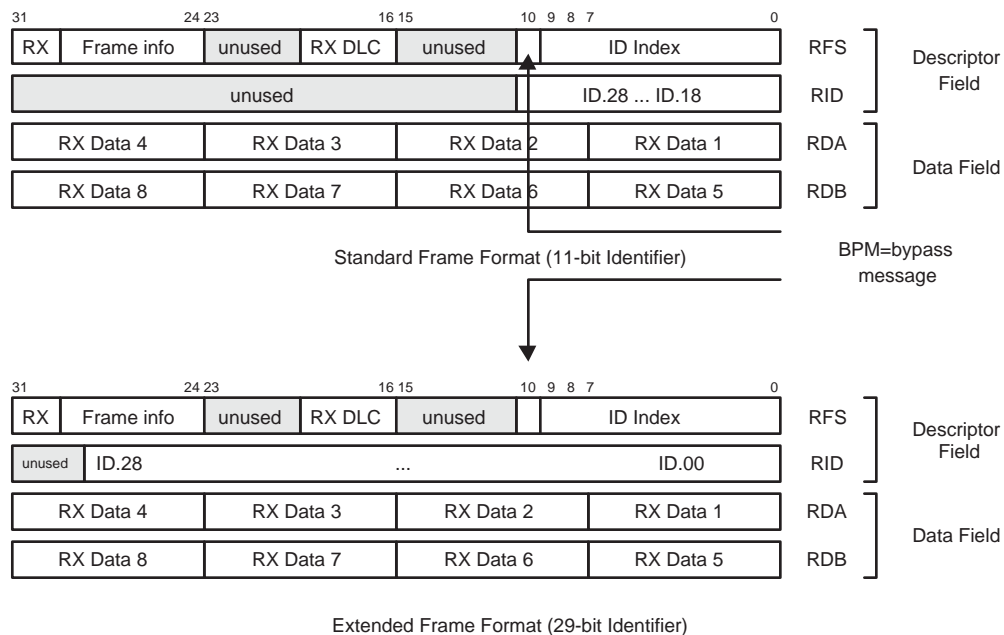 31 24 23 16 15 10 9 8 7 0
RX Frame info unused RX DLC unused ID Index RFS
unused ID.28 ... ID.18 RID
Descriptor
Field
RX Data 4 RX Data 3 RX Data 2 RX Data 1 RDA
RX Data 8 RX Data 7 RX Data 6 RX Data 5 RDB
Data Field
Standard Frame Format (11-bit Identifier)
BPM=bypass
message
31 24 23 16 15 10 9 8 7 0
RX Frame info unused RX DLC unused ID Index RFS
unused ID.28 ... ID.00 RID
Descriptor
Field
RX Data 4 RX Data 3 RX Data 2 RX Data 1 RDA
RX Data 8 RX Data 7 RX Data 6 RX Data 5 RDB
Data Field
Extended Frame Format (29-bit Identifier)